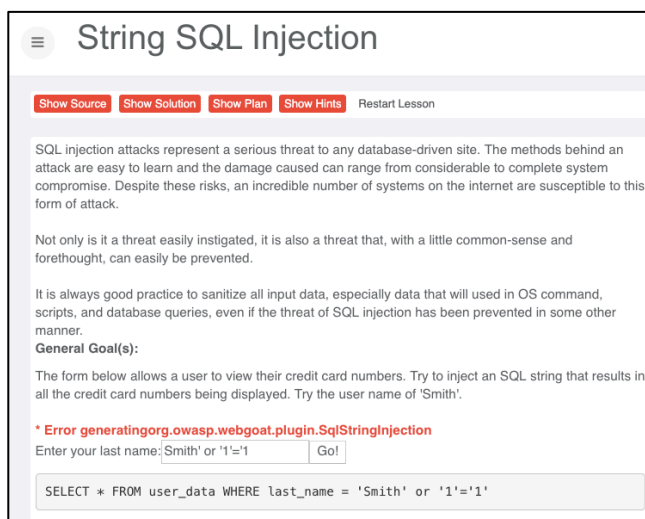 String SQL Injection
Show Source Show Solution Show Plan Show Hints Restart Lesson
SQL injection attacks represent a serious threat to any database-driven site. The methods behind an
attack are easy to learn and the damage caused can range from considerable to complete system
compromise. Despite these risks, an incredible number of systems on the internet are susceptible to this
form of attack.
Not only is it a threat easily instigated, it is also a threat that, with a little common-sense and
forethought, can easily be prevented.
It is always good practice to sanitize all input data, especially data that will used in OS command,
scripts, and database queries, even if the threat of SQL injection has been prevented in some other
manner.
General Goal(s):
The form below allows a user to view their credit card numbers. Try to inject an SQL string that results in
all the credit card numbers being displayed. Try the user name of 'Smith'.
* Error generatingorg.owasp.webgoat.plugin.SqlStringInjection
Enter your last name: Smith' or '1'='1 Go!
SELECT * FROM user_data WHERE last_name = 'Smith' or '1'='1'